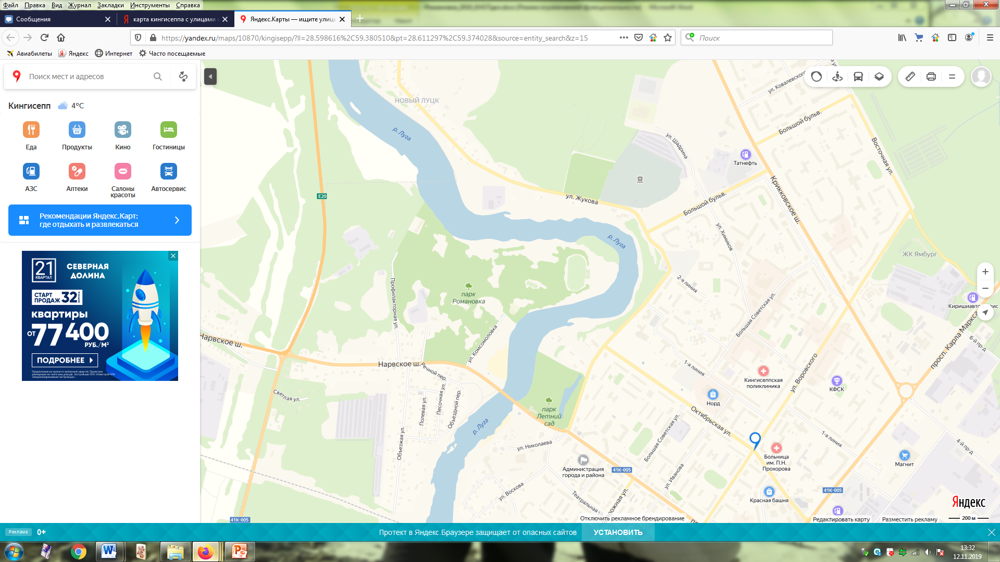 Файл Правка Вид Журнал Закладки Инструменты Справка
Сообщения
карта кингисеппа с улицами
Яндекс.Карты — ищите улицы
https://yandex.ru/maps/10870/kingisepp/?ll=28.598616%2C59.380510&pt=28.611297%2C59.374028&source=entity_search&z=15
Поиск
Авиабилеты
Яндекс
Интернет
Часто посещаемые
Поиск мест и адресов
Кингисепп 4°C
Еда
Продукты
Кино
Гостиницы
АЗС
Аптеки
Салоны
красоты
Автосервис
Рекомендации Яндекс.Карт:
где отдыхать и развлекаться
21
КВАРТАЛ
СЕВЕРНАЯ
ДОЛИНА
СТАРТ
ПРОДАЖ 32 корпуса
квартиры
от 77400
РУБ./М²
ПОДРОБНЕЕ
НОВЫЙ ЛУЦК
р. Луга
ул. Ковалевского
Большой бульв.
ул. Шадрина
Восточная ул.
Татнефть
E20
ул. Жукова
Большой бульв.
Крикковское ш.
р. Луга
ул. Химиков
ЖК Ямбург
2-я линия
Профилакторная ул.
парк
Романовка
Большая Советская ул.
Нарвское ш.
ул. Комсомоловка
просп. Карла Маркса
6-й пр-д
Нарвское ш.
Речной пер.
1-я линия
Кингисеппская
поликлиника
ул. Воровского
КФСК
Норд
Светлая ул.
Полевая ул.
Песочная ул.
Объездной пер.
Объезжая ул.
парк
Летний
сад
р. Луга
Октябрьская ул.
ул. Николаева
Большая Советская ул.
1-я линия
4-й пр-д
Больница
им. П.Н.
Прохорова
Магнит
Администрация
города и района
41К-005
ул. Иванова
ул. Воскова
Театральная ул.
41К-005
Красная башня
41К-005
Яндекс
Отключить рекламное брендирование
Редактировать карту
Разместить рекламу
200 м
Реклама
0+
Протект в Яндекс.Браузере защищает от опасных сайтов
УСТАНОВИТЬ
13:32
12.11.2019